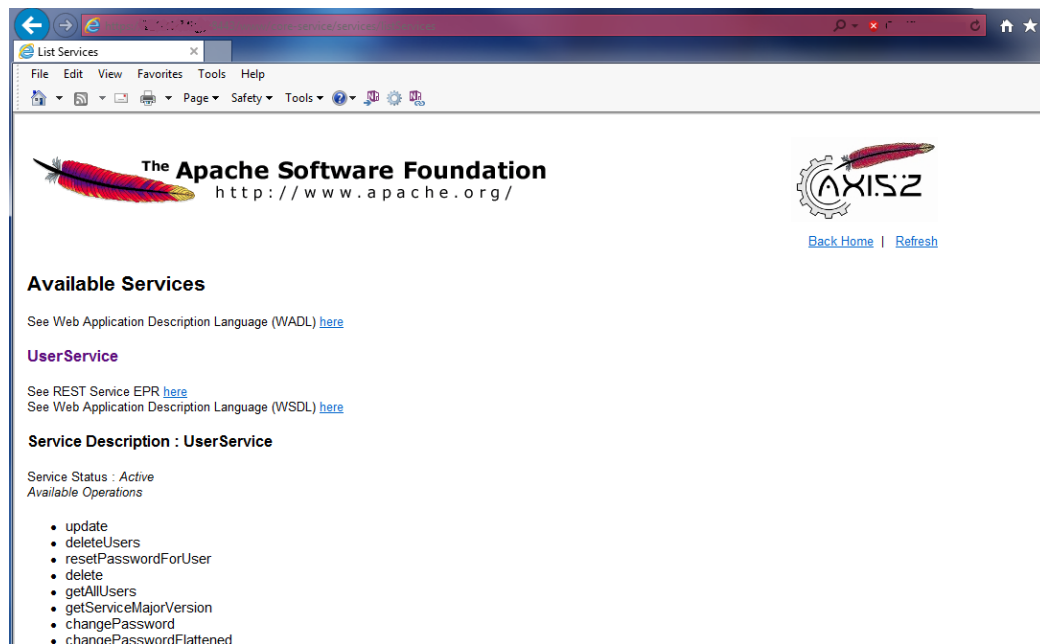 List Services
File Edit View Favorites Tools Help
Page Safety Tools
The Apache Software Foundation
http://www.apache.org/
AXIS2
Back Home | Refresh
Available Services
See Web Application Description Language (WADL) here
UserService
See REST Service EPR here
See Web Application Description Language (WSDL) here
Service Description : UserService
Service Status : Active
Available Operations
update
deleteUsers
resetPasswordForUser
delete
getAllUsers
getServiceMajorVersion
changePassword
changePasswordFlattened